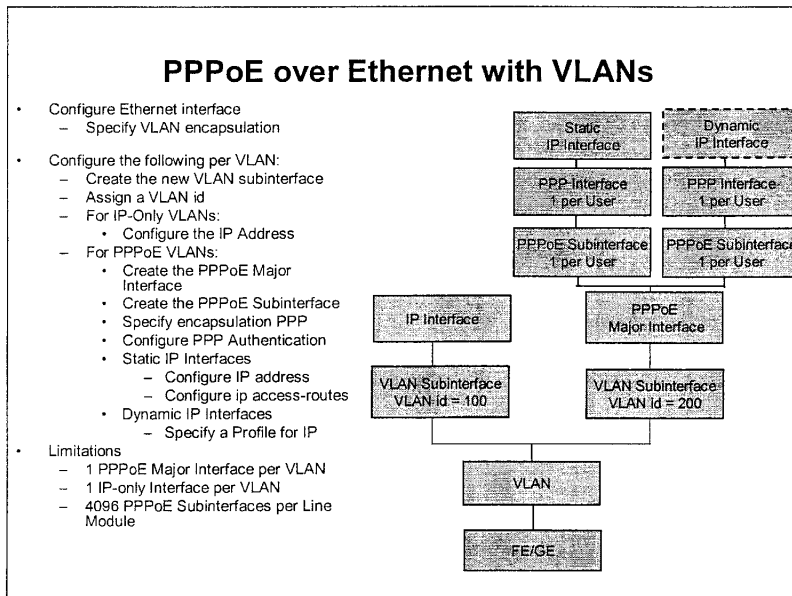 PPPoE over Ethernet with VLANs
• Configure Ethernet interface
– Specify VLAN encapsulation
• Configure the following per VLAN:
– Create the new VLAN subinterface
– Assign a VLAN id
– For IP-Only VLANs:
• Configure the IP Address
– For PPPoE VLANs:
• Create the PPPoE Major
Interface
• Create the PPPoE Subinterface
• Specify encapsulation PPP
• Configure PPP Authentication
• Static IP Interfaces
– Configure IP address
– Configure ip access-routes
• Dynamic IP Interfaces
– Specify a Profile for IP
• Limitations
– 1 PPPoE Major Interface per VLAN
– 1 IP-only Interface per VLAN
– 4096 PPPoE Subinterfaces per Line
Module
Static
IP Interface
Dynamic
IP Interface
PPP Interface
1 per User
PPP Interface
1 per User
PPPoE Subinterface
1 per User
PPPoE Subinterface
1 per User
IP Interface
PPPoE
Major Interface
VLAN Subinterface
VLAN id = 100
VLAN Subinterface
VLAN id = 200
VLAN
FE/GE